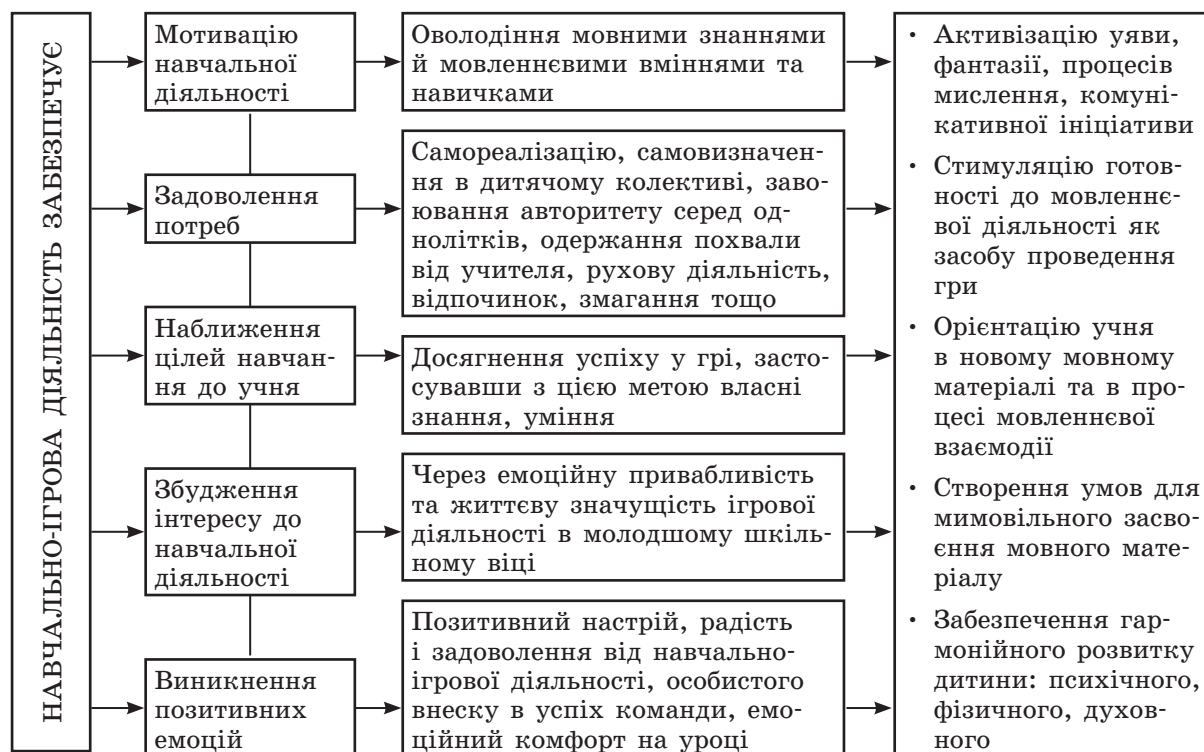 НАВЧАЛЬНО-ІГРОВА ДІЯЛЬНІСТЬ ЗАБЕЗПЕЧУЄ
Мотивацію
навчальної
діяльності
Оволодіння мовними знаннями
й мовленнєвими вміннями та
навичками
Задоволення
потреб
Самореалізацію, самовизначен-
ня в дитячому колективі, заво-
ювання авторитету серед од-
нолітків, одержання похвали
від учителя, рухову діяльність,
відпочинок, змагання тощо
Наближення
цілей навчан-
ня до учня
Досягнення успіху у грі, засто-
сувавши з цією метою власні
знання, уміння
Збудження
інтересу до
навчальної
діяльності
Через емоційну привабливість
та життєву значущість ігрової
діяльності в молодшому шкіль-
ному віці
Виникнення
позитивних
емоцій
Позитивний настрій, радість
і задоволення від навчально-
ігрової діяльності, особистого
внеску в успіх команди, емо-
ційний комфорт на уроці
• Активізацію уяви,
фантазії, процесів
мислення, комуні-
кативної ініціативи
• Стимуляцію готов-
ності до мовленнє-
вої діяльності як
засобу проведення
гри
• Орієнтацію учня
в новому мовному
матеріалі та в про-
цесі мовленнєвої
взаємодії
• Створення умов для
мимовільного засво-
єння мовного мате-
ріалу
• Забезпечення гар-
монійного розвитку
дитини: психічного,
фізичного, духов-
ного